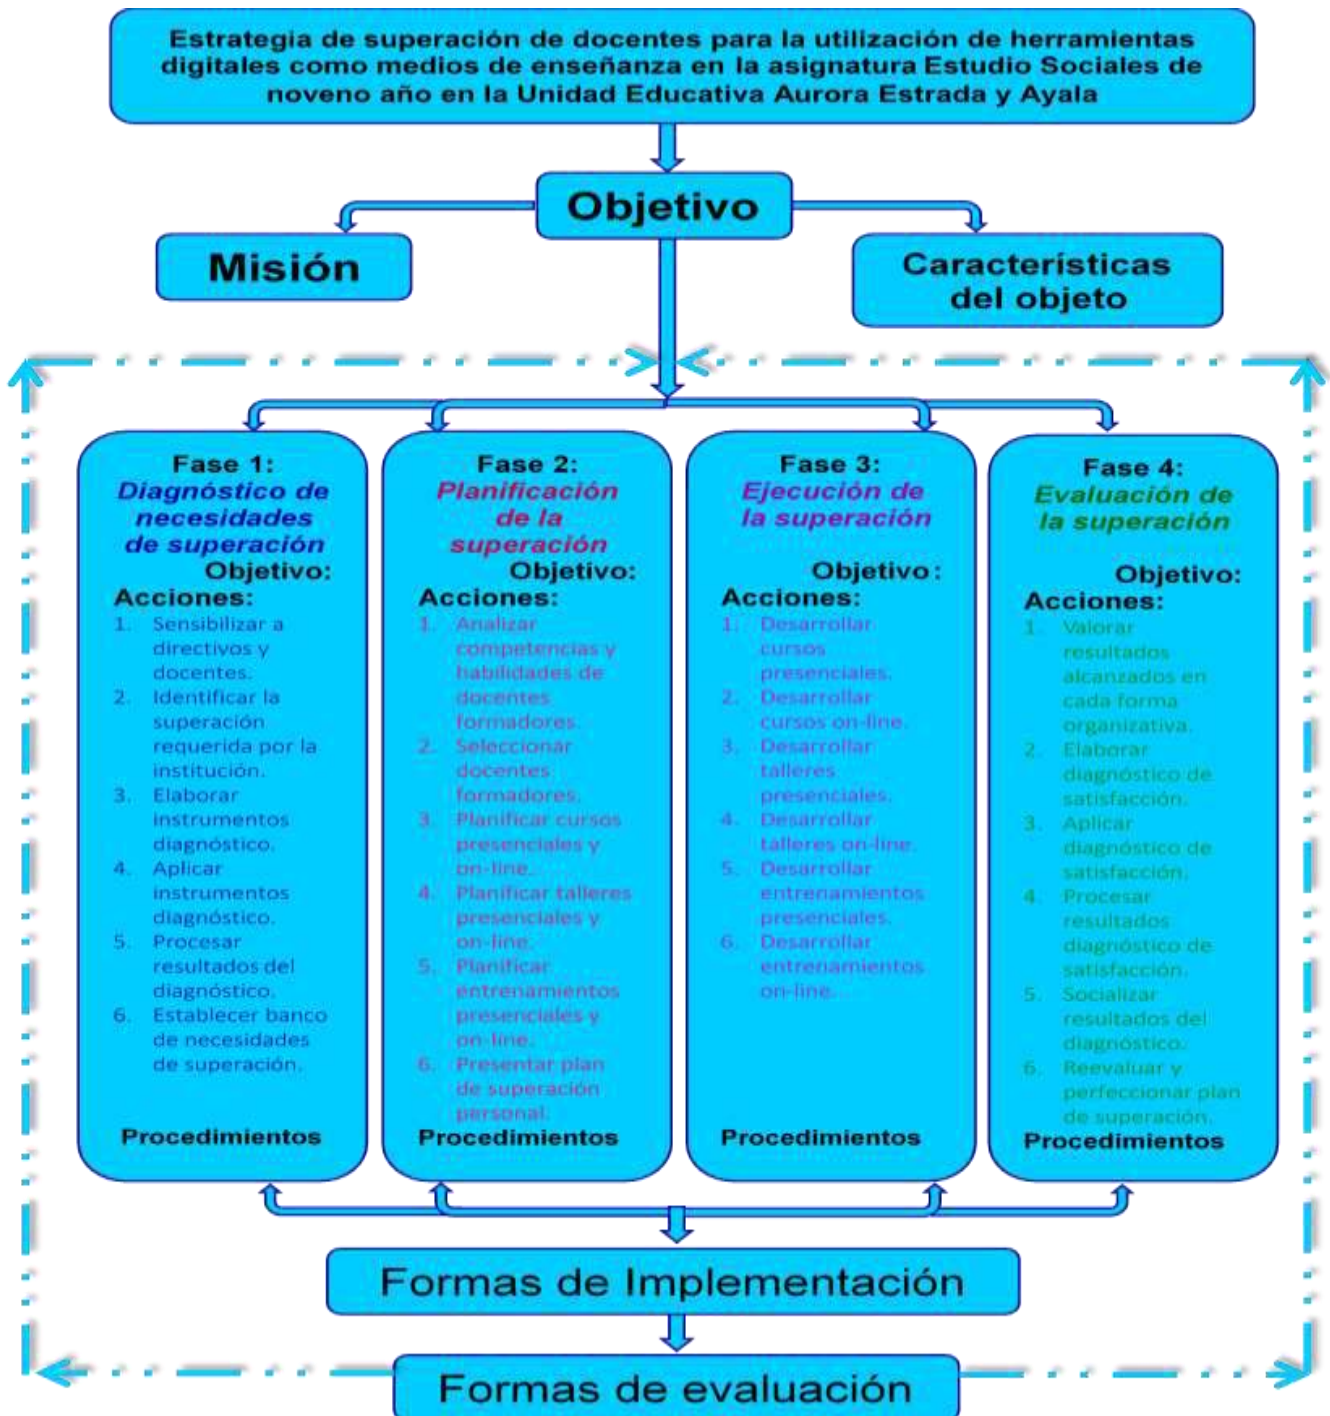 Estrategia de superación de docentes para la utilización de herramientas
digitales como medios de enseñanza en la asignatura Estudio Sociales de
noveno año en la Unidad Educativa Aurora Estrada y Ayala
Objetivo
Misión
Características
del objeto
Fase 1:
Diagnóstico de
necesidades
de superación
Objetivo:
Acciones:
1. Sensibilizar a
directivos y
docentes.
2. Identificar la
superación
requerida por la
institución.
3. Elaborar
instrumentos
diagnóstico.
4. Aplicar
instrumentos
diagnóstico.
5. Procesar
resultados del
diagnóstico.
6. Establecer banco
de necesidades
de superación.
Procedimientos
Fase 2:
Planificación
de la
superación
Objetivo:
Acciones:
1. Analizar
competencias y
habilidades de
docentes
formadores.
2. Seleccionar
docentes
formadores.
3. Planificar cursos
presenciales y
on-line.
4. Planificar talleres
presenciales y
on-line.
5. Planificar
entrenamientos
presenciales y
on-line.
6. Presentar plan
de superación
personal.
Procedimientos
Fase 3:
Ejecución de
la superación
Objetivo:
Acciones:
1. Desarrollar
cursos
presenciales.
2. Desarrollar
cursos on-line.
3. Desarrollar
talleres
presenciales.
4. Desarrollar
talleres on-line.
5. Desarrollar
entrenamientos
presenciales.
6. Desarrollar
entrenamientos
on-line.
Procedimientos
Fase 4:
Evaluación de
la superación
Objetivo:
Acciones:
1. Valorar
resultados
alcanzados en
cada forma
organizativa.
2. Elaborar
diagnóstico de
satisfacción.
3. Aplicar
diagnóstico de
satisfacción.
4. Procesar
resultados
diagnóstico de
satisfacción.
5. Socializar
resultados del
diagnóstico.
6. Reevaluar y
perfeccionar plan
de superación.
Procedimientos
Formas de Implementación
Formas de evaluación